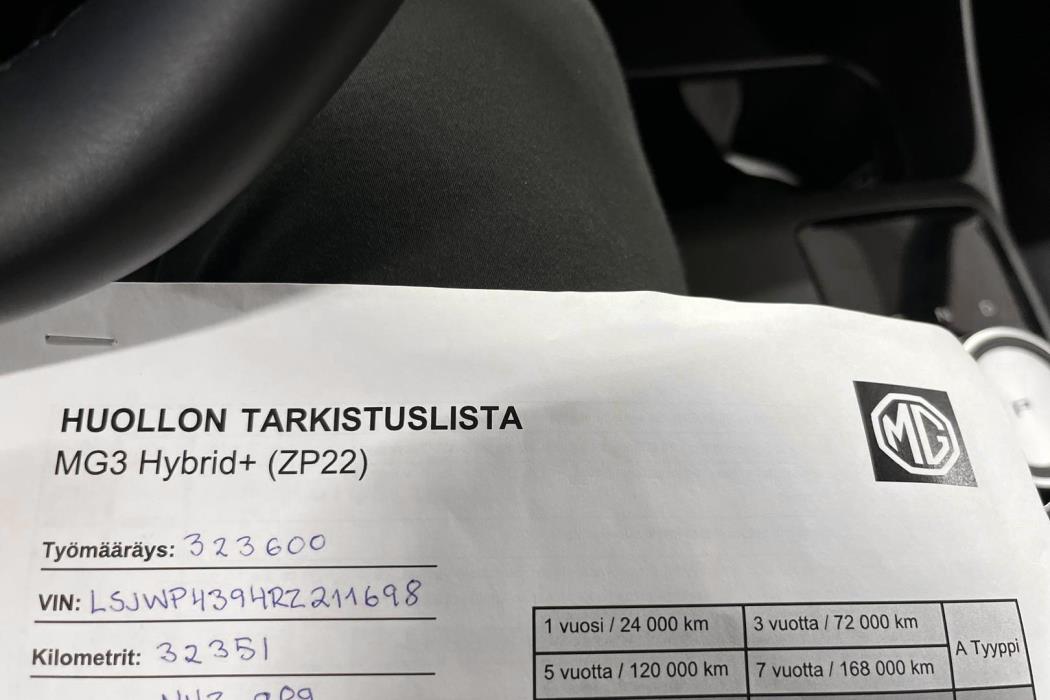 HUOLLON TARKISTUSLISTA
MG3 Hybrid+ (ZP22)
MG
Työmääräys: 323600
VIN: LSJWP4394RZ211698
Kilometrit: 32351
1 vuosi / 24 000 km
3 vuotta / 72 000 km
A Tyyppi
5 vuotta / 120 000 km
7 vuotta / 168 000 km